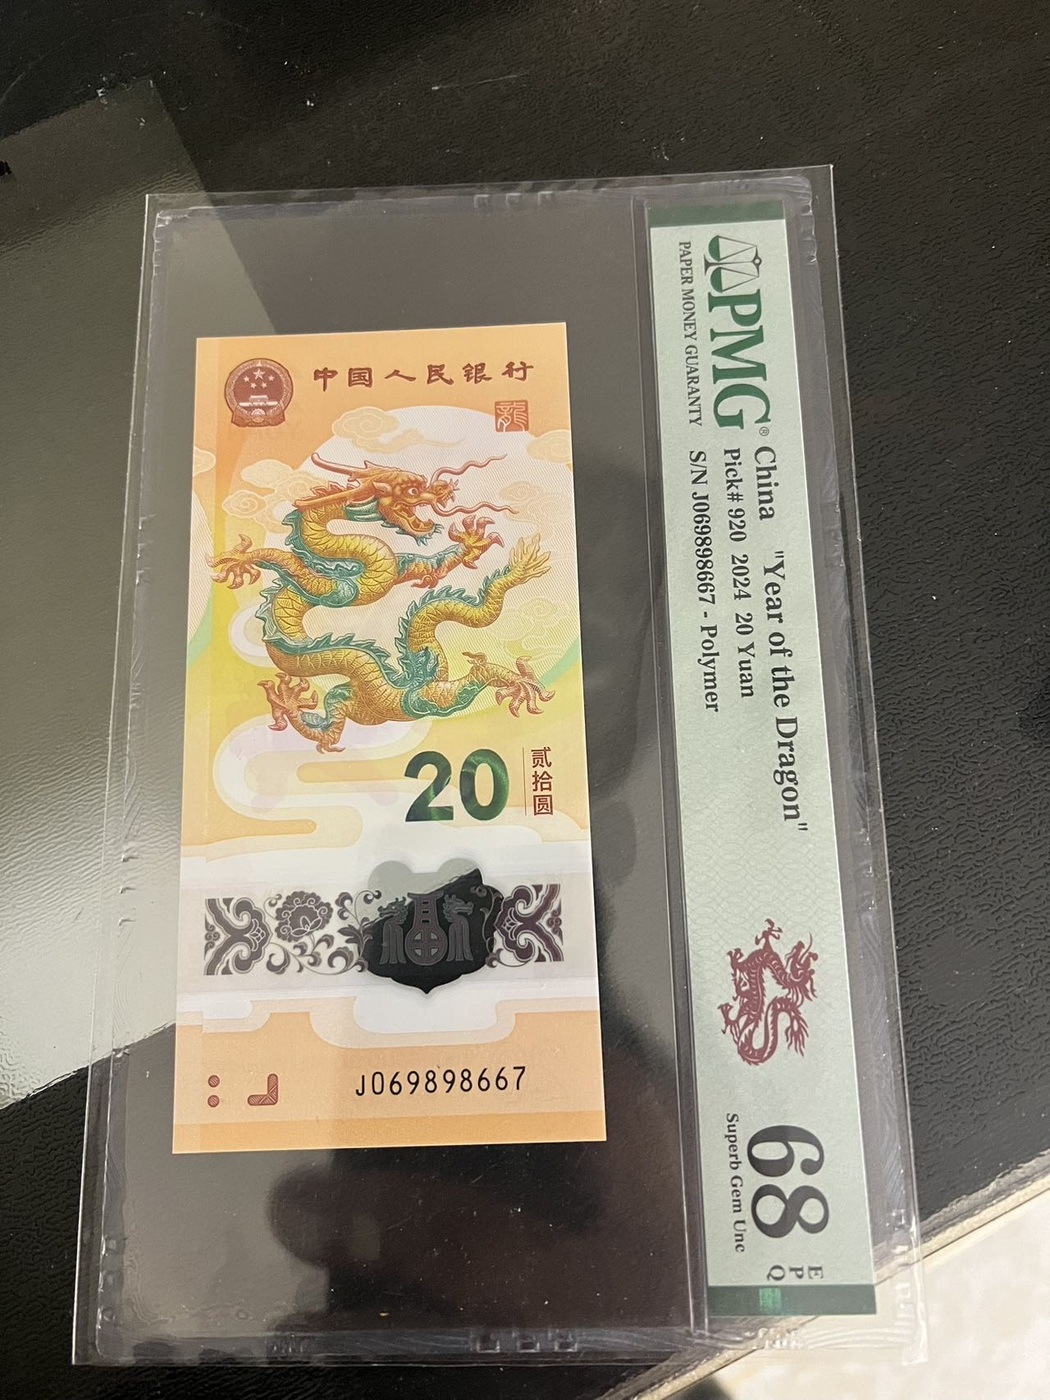 中国人民银行
龍
20
贰拾圆
J069898667
PMG®
PAPER MONEY GUARANTY
China "Year of the Dragon"
Pick# 920 2024 20 Yuan
S/N J069898667 - Polymer
68 EPQ
Superb Gem Unc